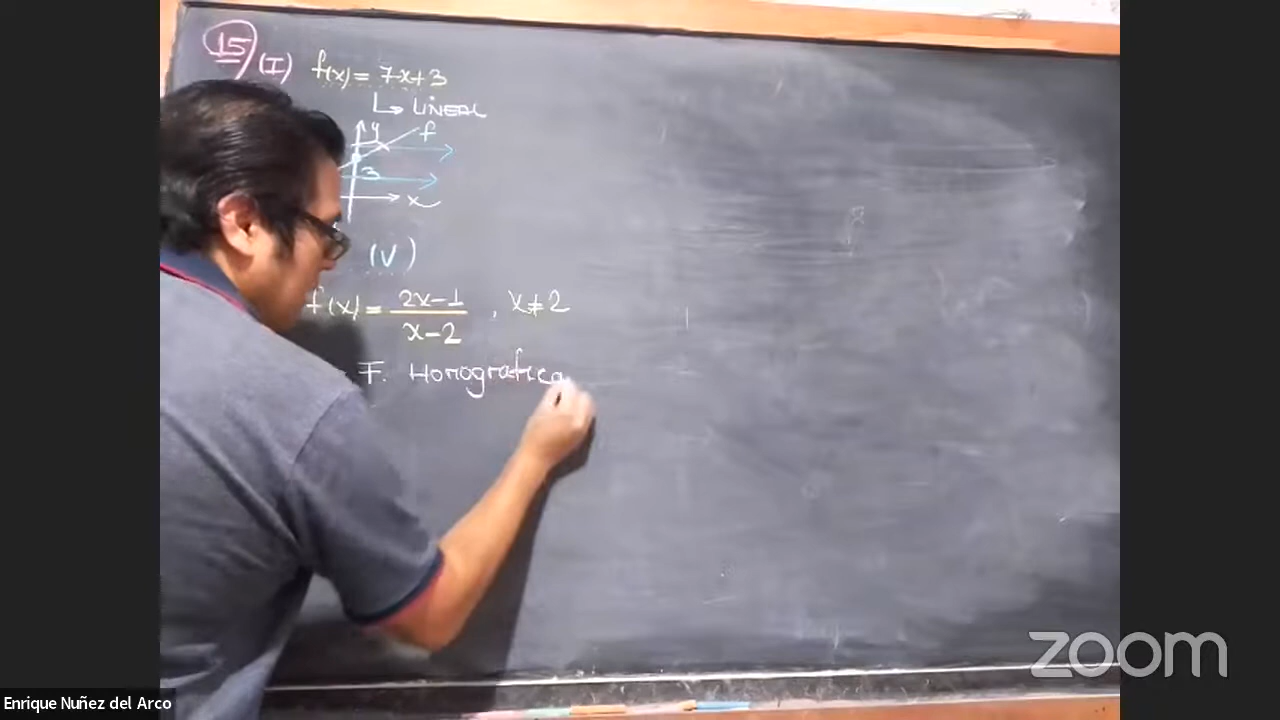 15/ (I) f(x) = 7x+3
↳ LINEAL
y f
3
x
(V)
f(x) = 2x-1 / x-2 , x≠2
F. Homografica
zoom
Enrique Nuñez del Arco